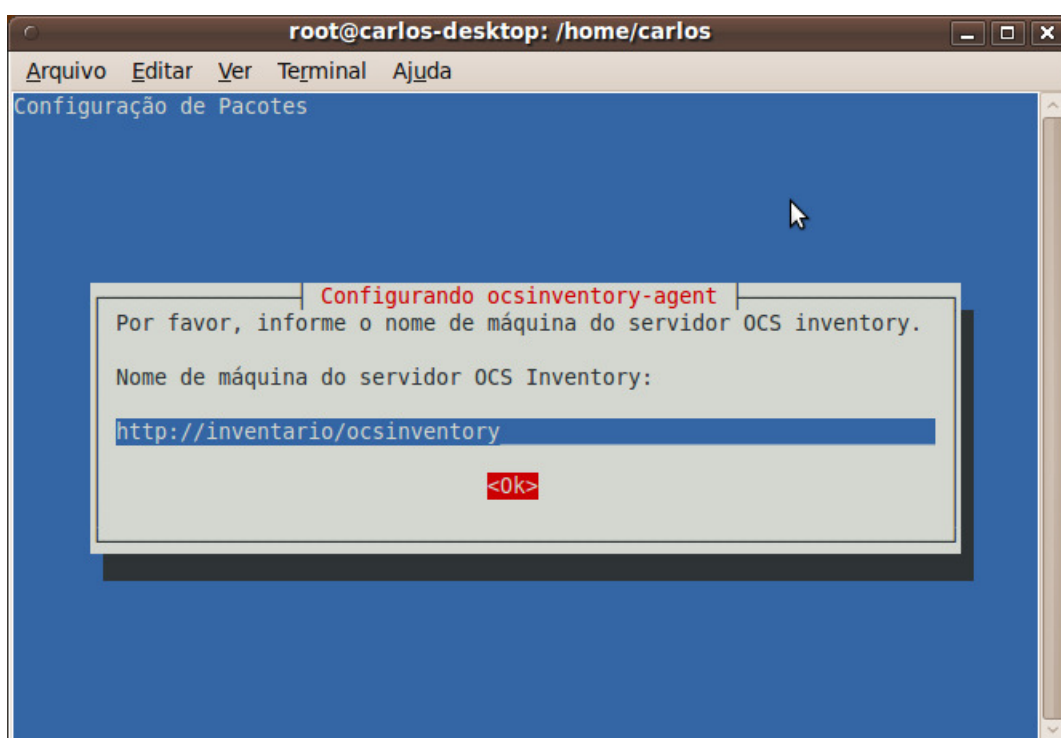 root@carlos-desktop: /home/carlos
Arquivo Editar Ver Terminal Ajuda
Configuração de Pacotes
Configurando ocsinventory-agent
Por favor, informe o nome de máquina do servidor OCS inventory.
Nome de máquina do servidor OCS Inventory:
http://inventario/ocsinventory
<Ok>